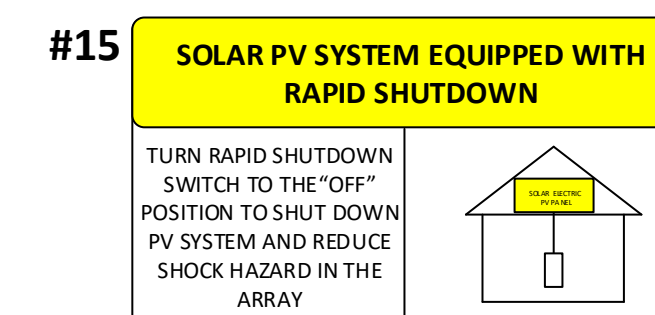 #15
SOLAR PV SYSTEM EQUIPPED WITH
RAPID SHUTDOWN
TURN RAPID SHUTDOWN
SWITCH TO THE“OFF”
POSITION TO SHUT DOWN
PV SYSTEM AND REDUCE
SHOCK HAZARD IN THE
ARRAY
SOLAR ELECTRIC
PV PANEL